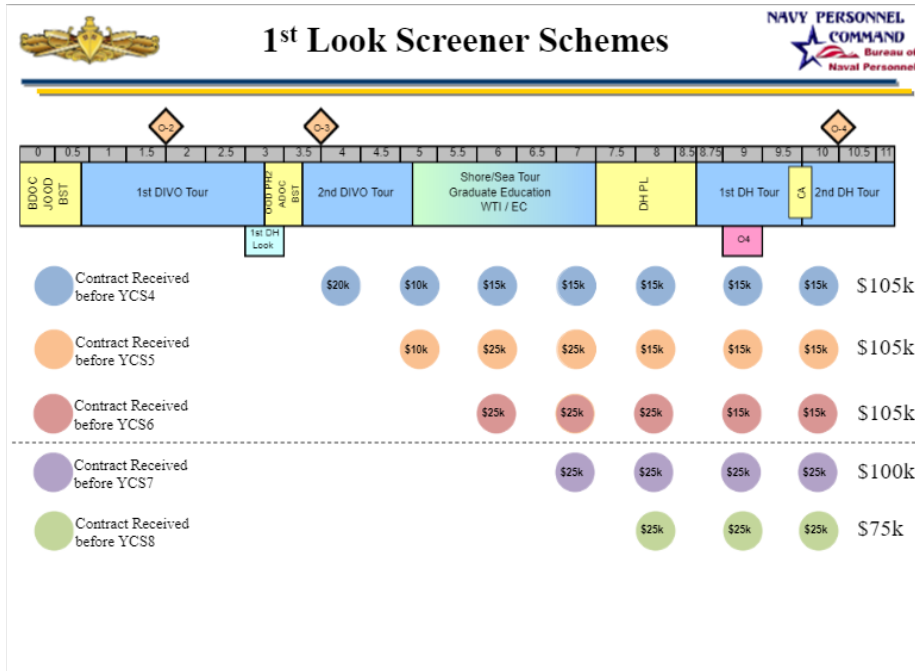 1st Look Screener Schemes
NAVY PERSONNEL
COMMAND
Bureau of
Naval Personnel
O-2
O-3
O-4
0 0.5 1 1.5 2 2.5 3 3.5 4 4.5 5 5.5 6 6.5 7 7.5 8 8.5 8.75 9 9.5 10 10.5 11
BDOC
JOOD
BST
1st DIVO Tour
OOD PH2
ADOC
BST
2nd DIVO Tour
Shore/Sea Tour
Graduate Education
WTI / EC
DH PL
1st DH Tour
CA
2nd DH Tour
1st DH
Look
O4
Contract Received
before YCS4
$20k $10k $15k $15k $15k $15k $15k $105k
Contract Received
before YCS5
$10k $25k $25k $15k $15k $15k $105k
Contract Received
before YCS6
$25k $25k $25k $15k $15k $105k
Contract Received
before YCS7
$25k $25k $25k $25k $100k
Contract Received
before YCS8
$25k $25k $25k $75k